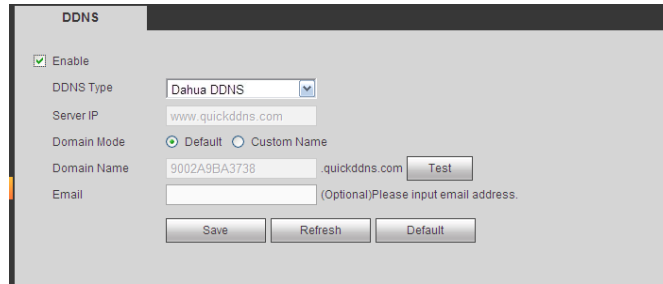 DDNS
Enable
DDNS Type Dahua DDNS
Server IP www.quickddns.com
Domain Mode Default Custom Name
Domain Name 9002A9BA3738 .quickddns.com Test
Email (Optional)Please input email address.
Save Refresh Default